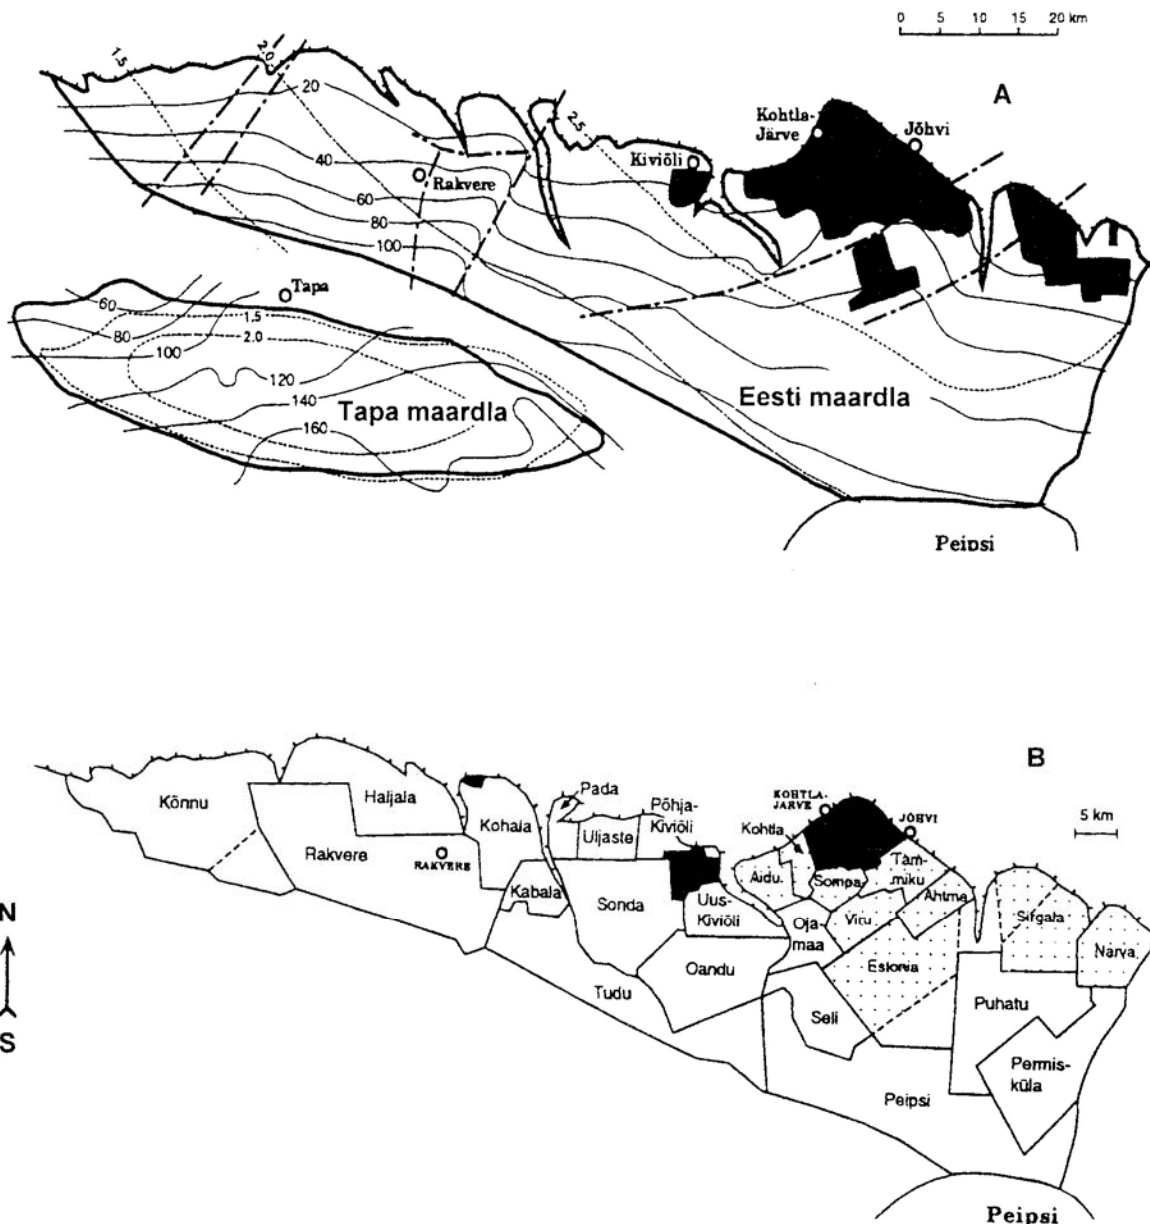 0 5 10 15 20 km
A
1.5
2.0
20
2.5
Kohtla-
Järve
Jõhvi
Kiviõli
40
Rakvere
60
80
100
Tapa
60
1.5
80
2.0
100
120
140
160
Tapa maardla
Eesti maardla
Peipsi
B
5 km
Kõnnu
Haljala
Kohala
Pada
Põhja-
Kiviõli
Uljaste
KOHTLA-
JÄRVE
JÕHVI
Kohtla
Rakvere
RAKVERE
Kabala
Sonda
Uus-
Kiviõli
Aidu
Sompa
Tam-
miku
Ahtme
Viru
Oja-
maa
Sirgala
Narva
Estonia
Oandu
Tudu
Seli
Puhatu
Permis-
küla
Peipsi
N
S
Peipsi